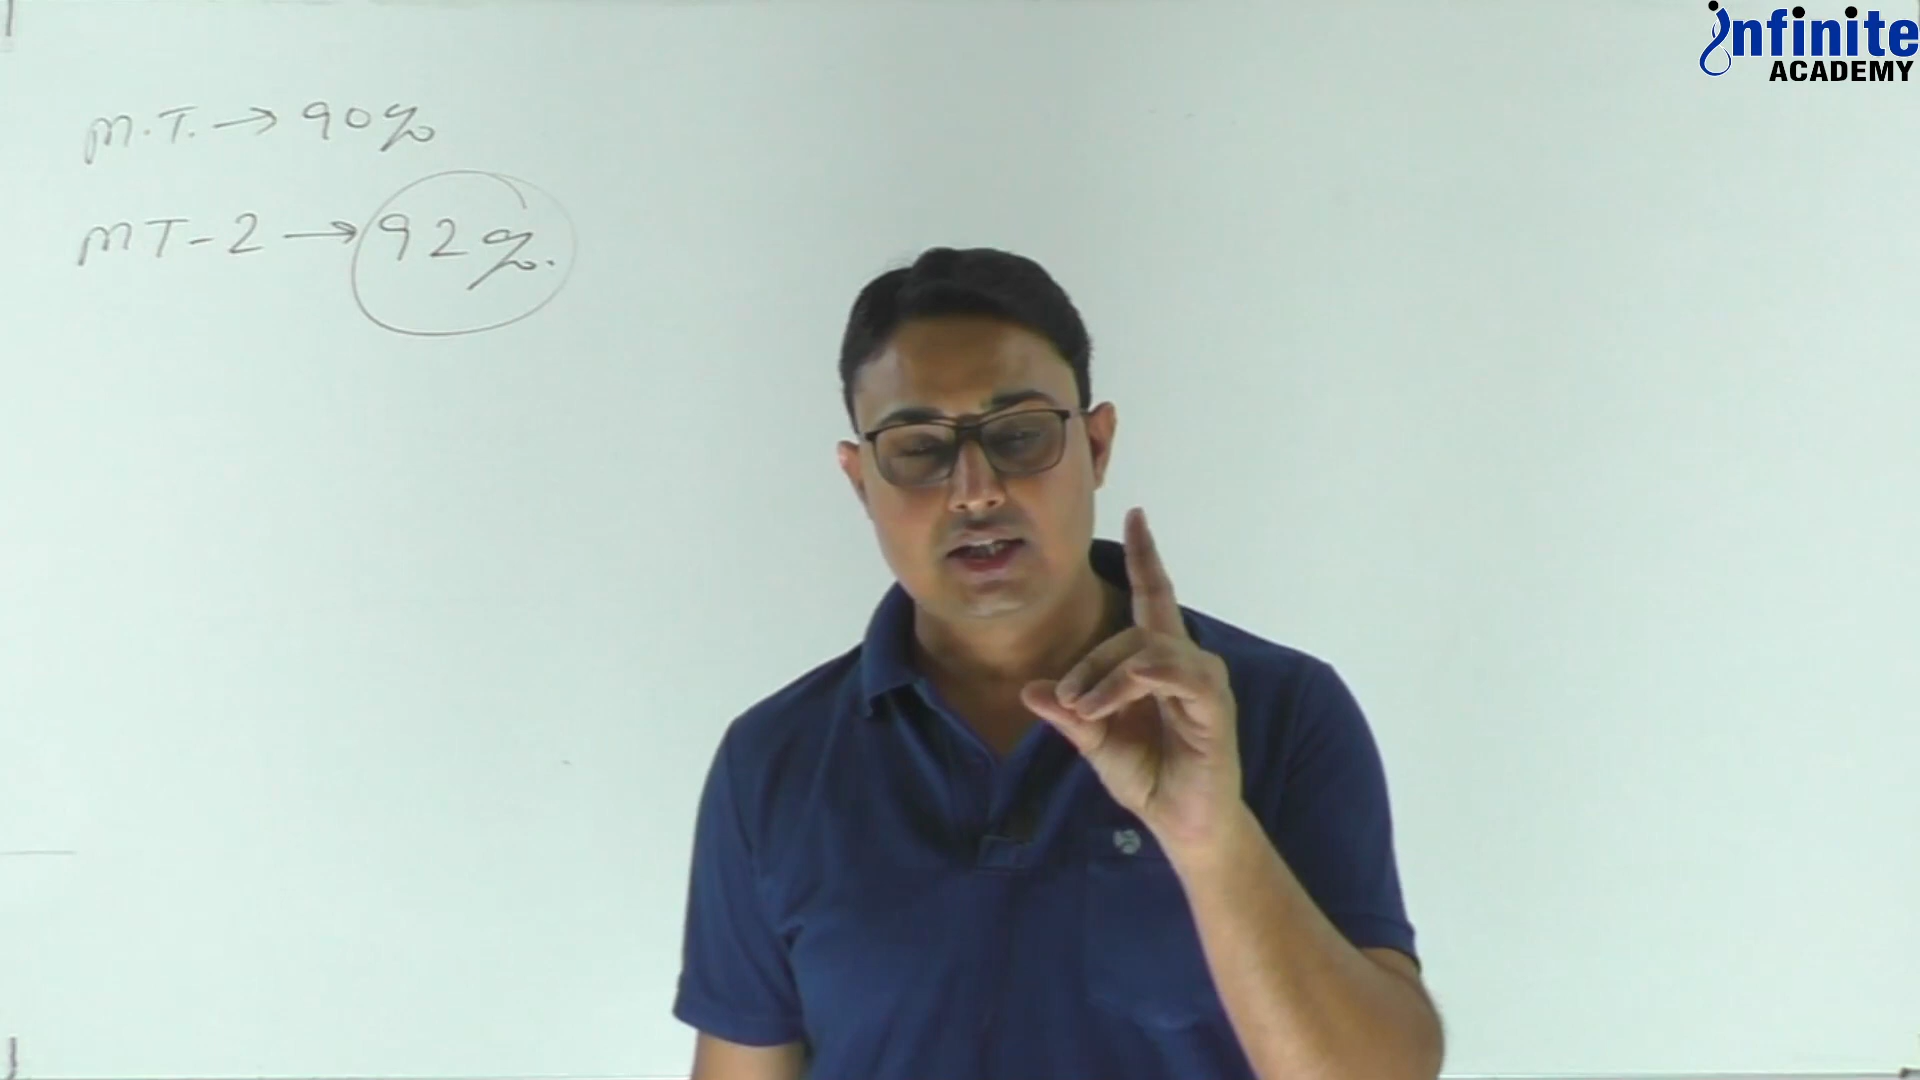 infinite
ACADEMY
M.T. → 90%
MT-2 → 92%.